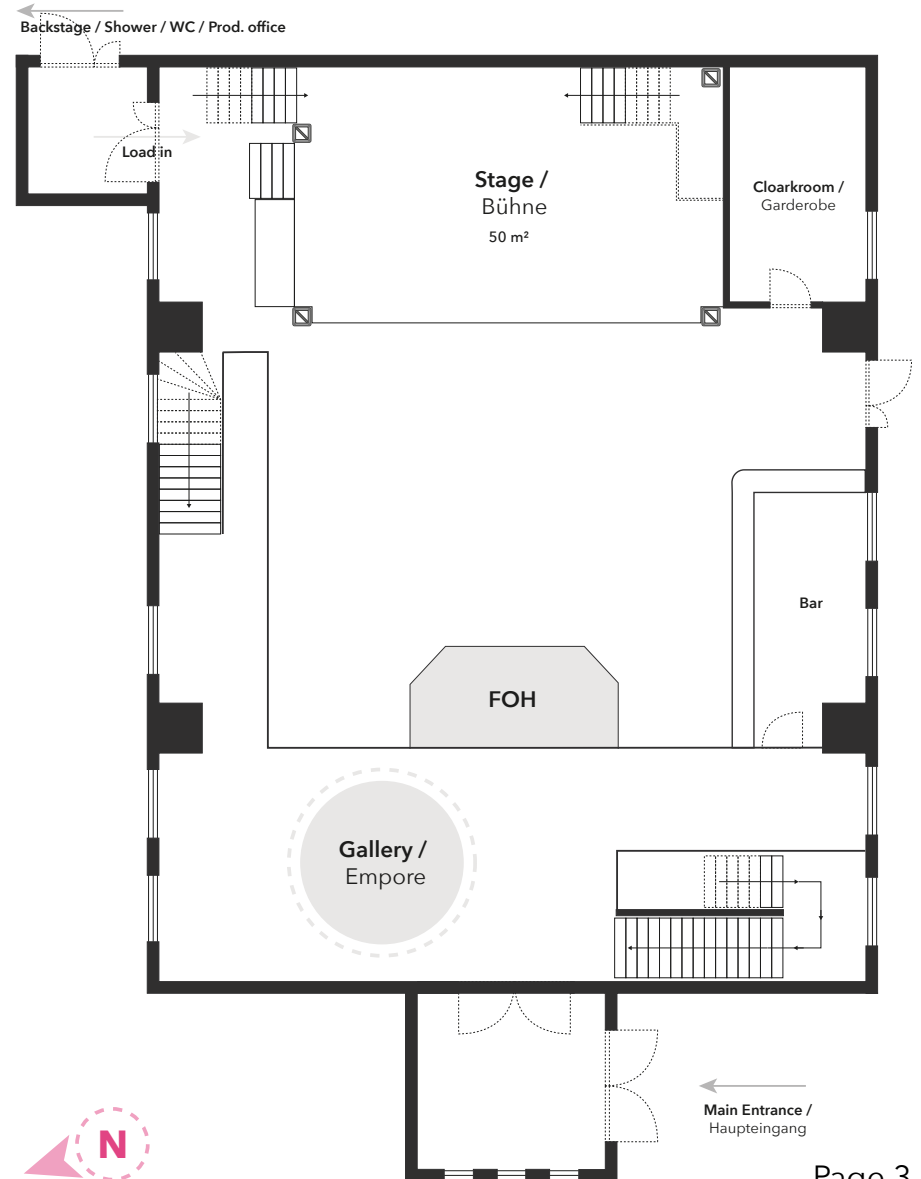 Backstage / Shower / WC / Prod. office
Load in
Stage /
Bühne
50 m²
Cloarkroom /
Garderobe
Bar
FOH
Gallery /
Empore
Main Entrance /
Haupteingang
N
Page 3